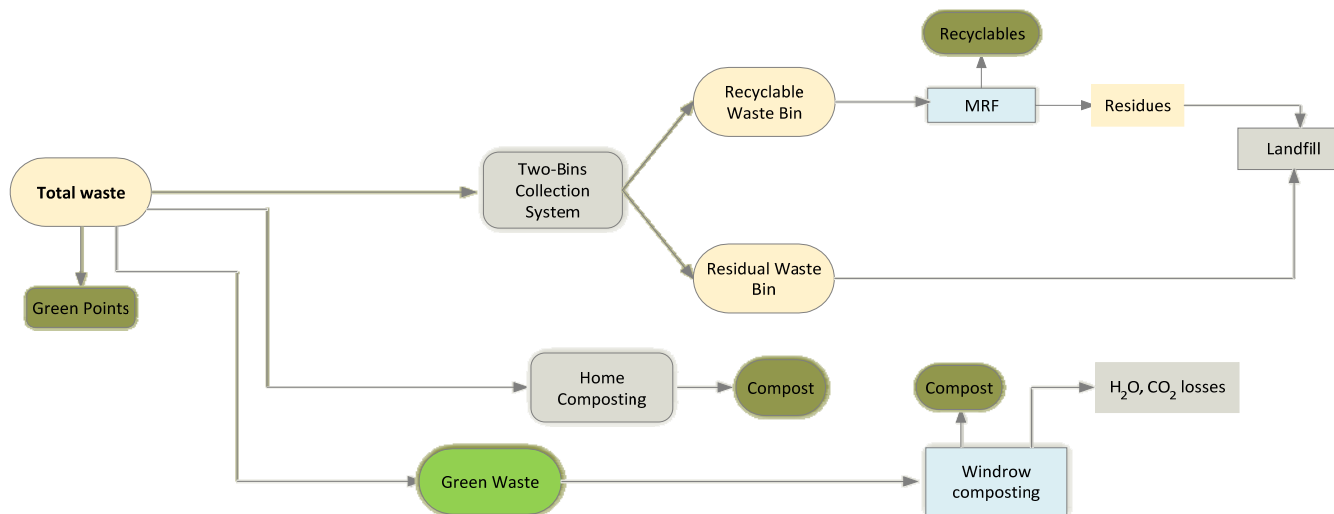 Recyclables
Recyclable
Waste Bin
MRF
Residues
Landfill
Total waste
Two-Bins
Collection
System
Residual Waste
Bin
Green Points
Home
Composting
Compost
Compost
H₂O, CO₂ losses
Green Waste
Windrow
composting